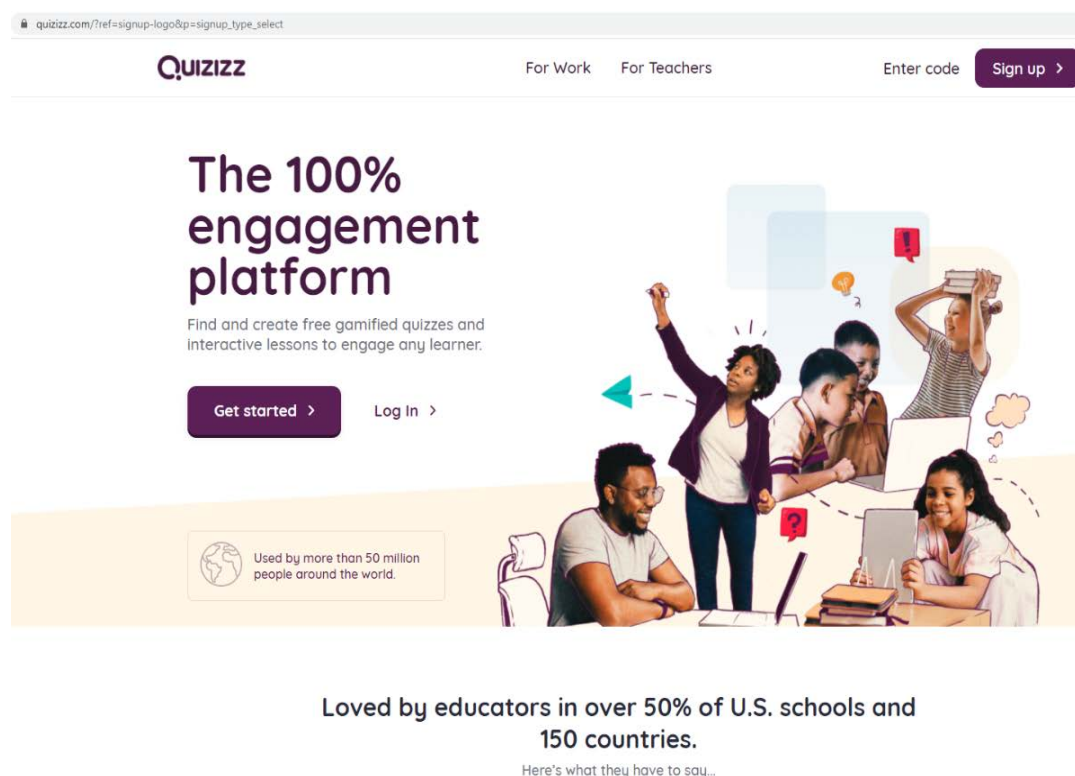 quizizz.com/?ref=signup-logo&p=signup_type_select
Quizizz
For Work
For Teachers
Enter code
Sign up >
The 100%
engagement
platform
Find and create free gamified quizzes and
interactive lessons to engage any learner.
Get started >
Log In >
Used by more than 50 million
people around the world.
Loved by educators in over 50% of U.S. schools and
150 countries.
Here's what they have to say...